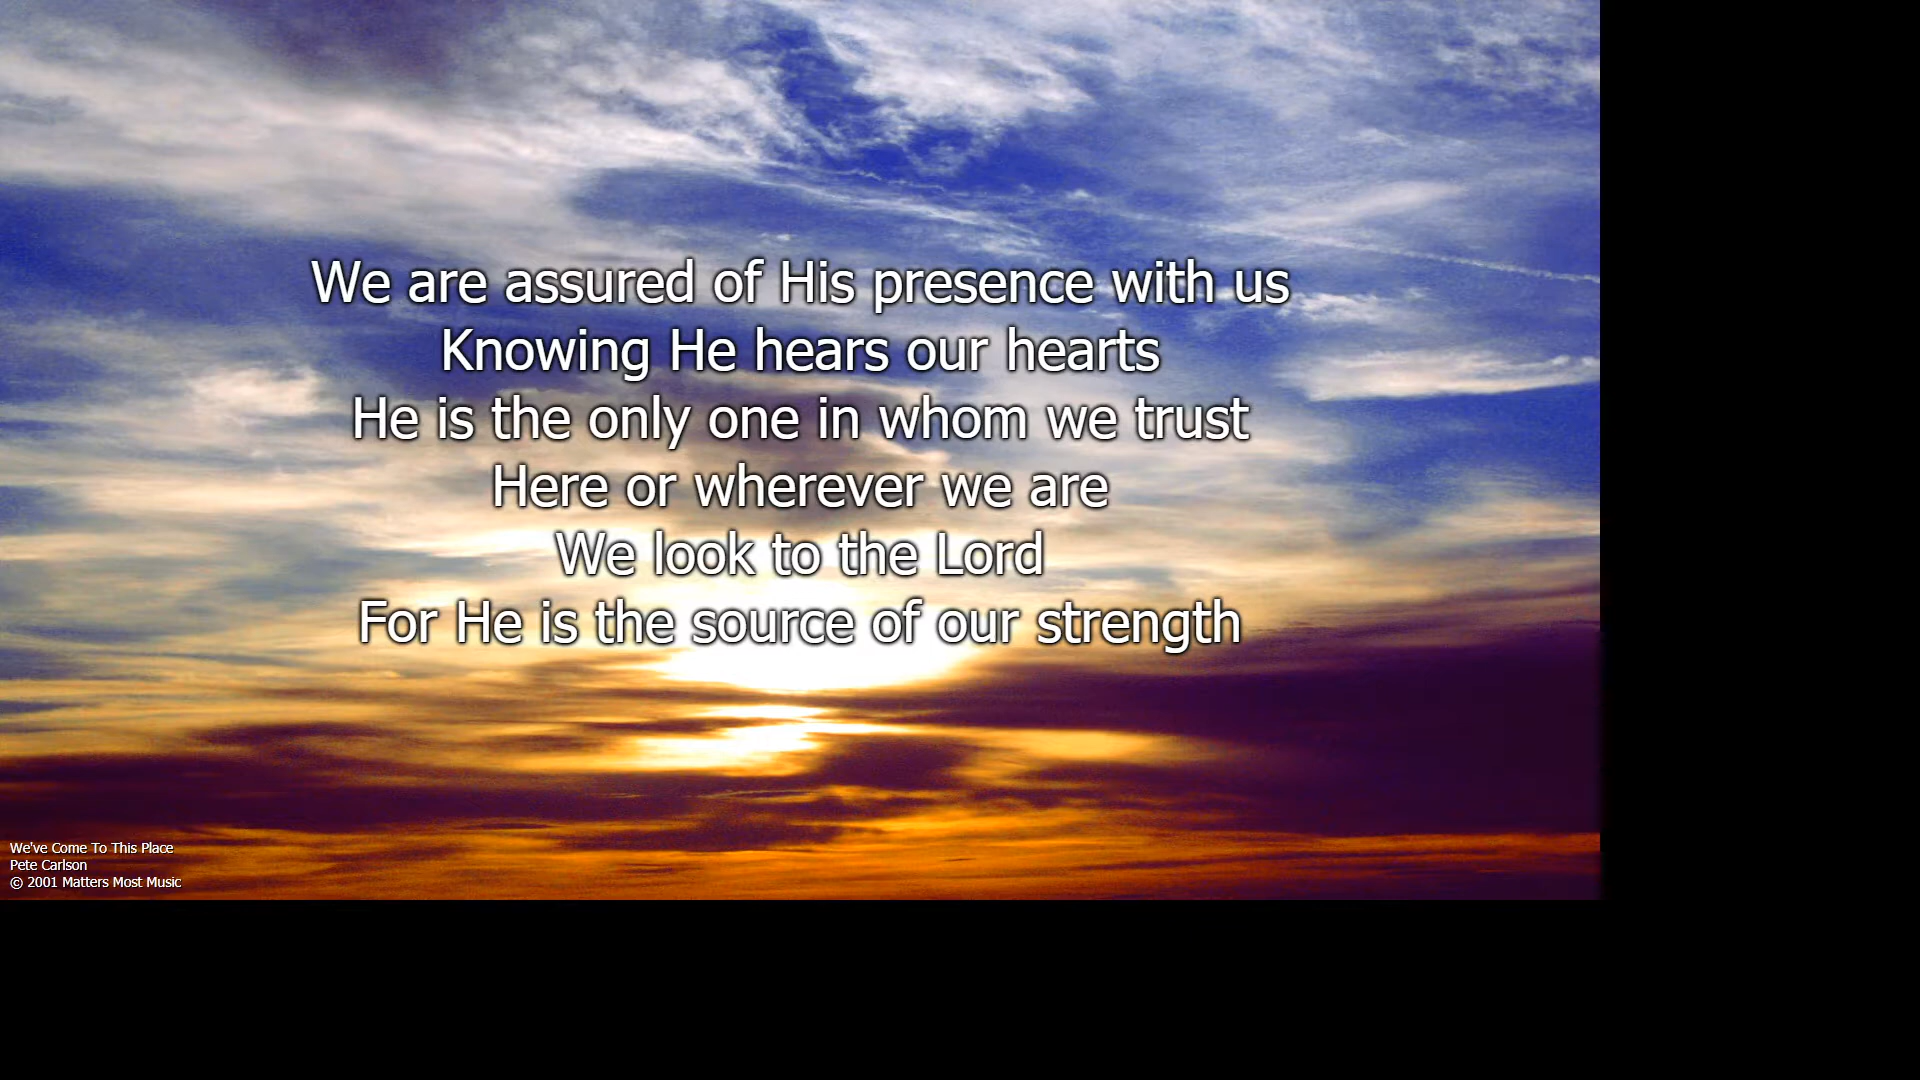 We are assured of His presence with us
Knowing He hears our hearts
He is the only one in whom we trust
Here or wherever we are
We look to the Lord
For He is the source of our strength
We've Come To This Place
Pete Carlson
© 2001 Matters Most Music